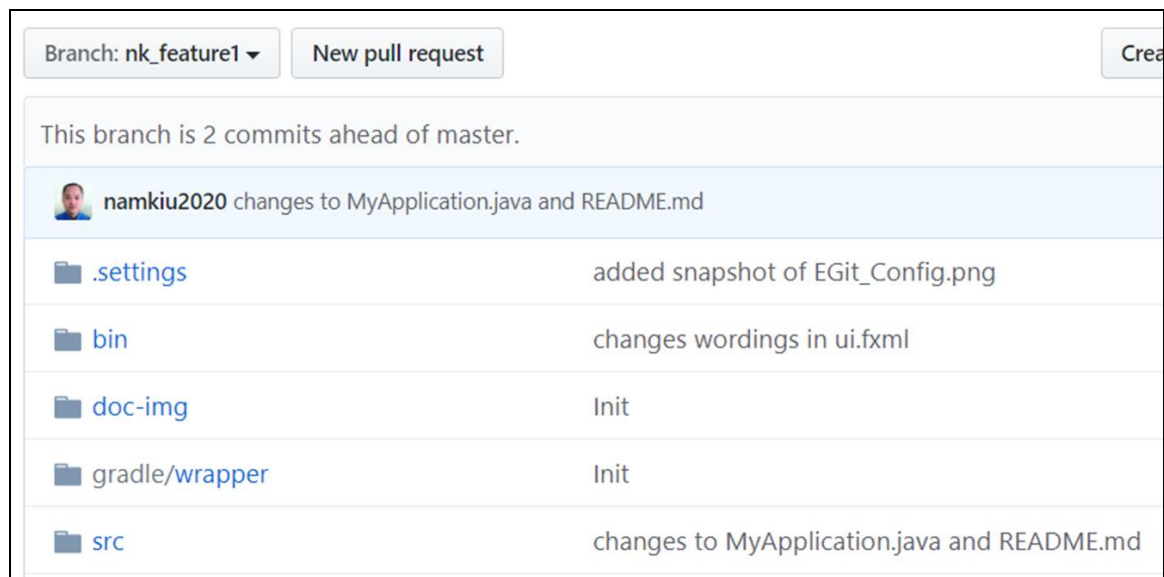 Branch: nk_feature1 New pull request Crea
This branch is 2 commits ahead of master.
namkiu2020 changes to MyApplication.java and README.md
.settings added snapshot of EGit_Config.png
bin changes wordings in ui.fxml
doc-img Init
gradle/wrapper Init
src changes to MyApplication.java and README.md